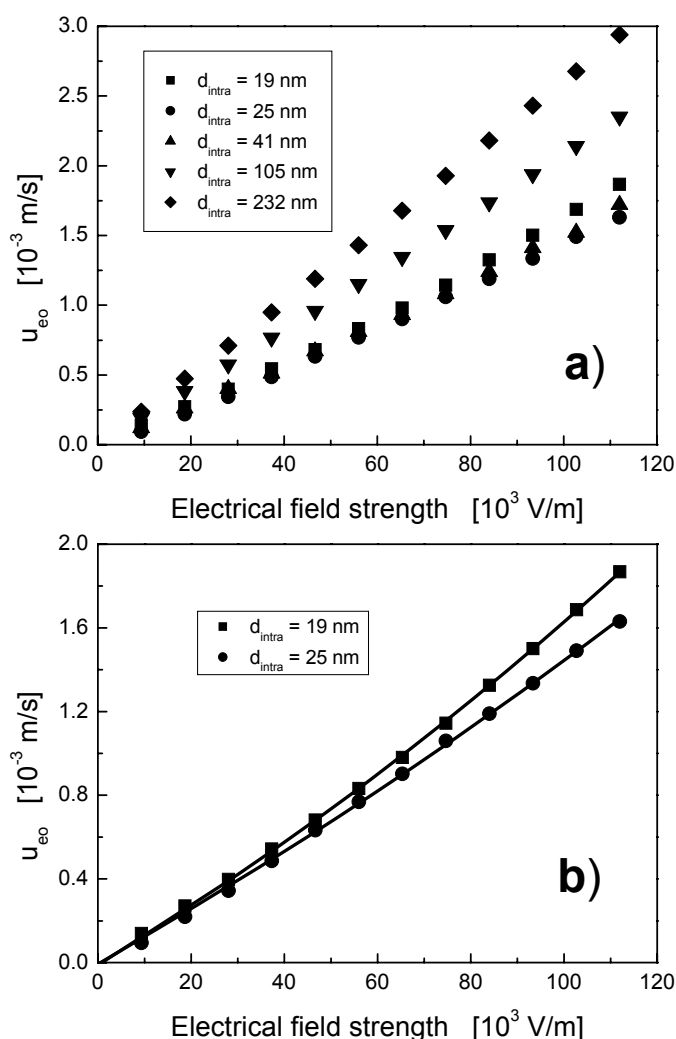 3.0
2.5
2.0
1.5
1.0
0.5
0.0
u_eo [10^-3 m/s]
d_intra = 19 nm
d_intra = 25 nm
d_intra = 41 nm
d_intra = 105 nm
d_intra = 232 nm
a)
0 20 40 60 80 100 120
Electrical field strength [10^3 V/m]
2.0
1.6
1.2
0.8
0.4
0.0
u_eo [10^-3 m/s]
d_intra = 19 nm
d_intra = 25 nm
b)
0 20 40 60 80 100 120
Electrical field strength [10^3 V/m]